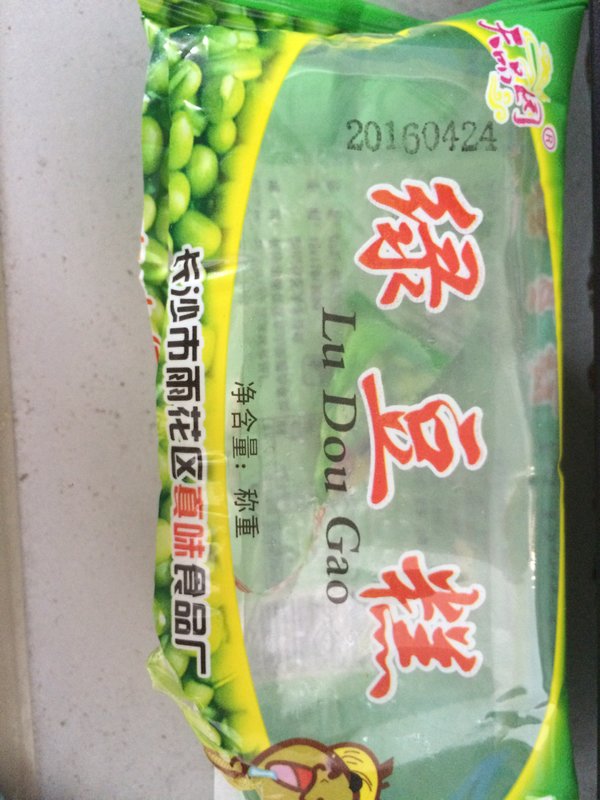 20160424
绿豆糕
Lu Dou Gao
净含量：称重
长沙市雨花区真味食品厂